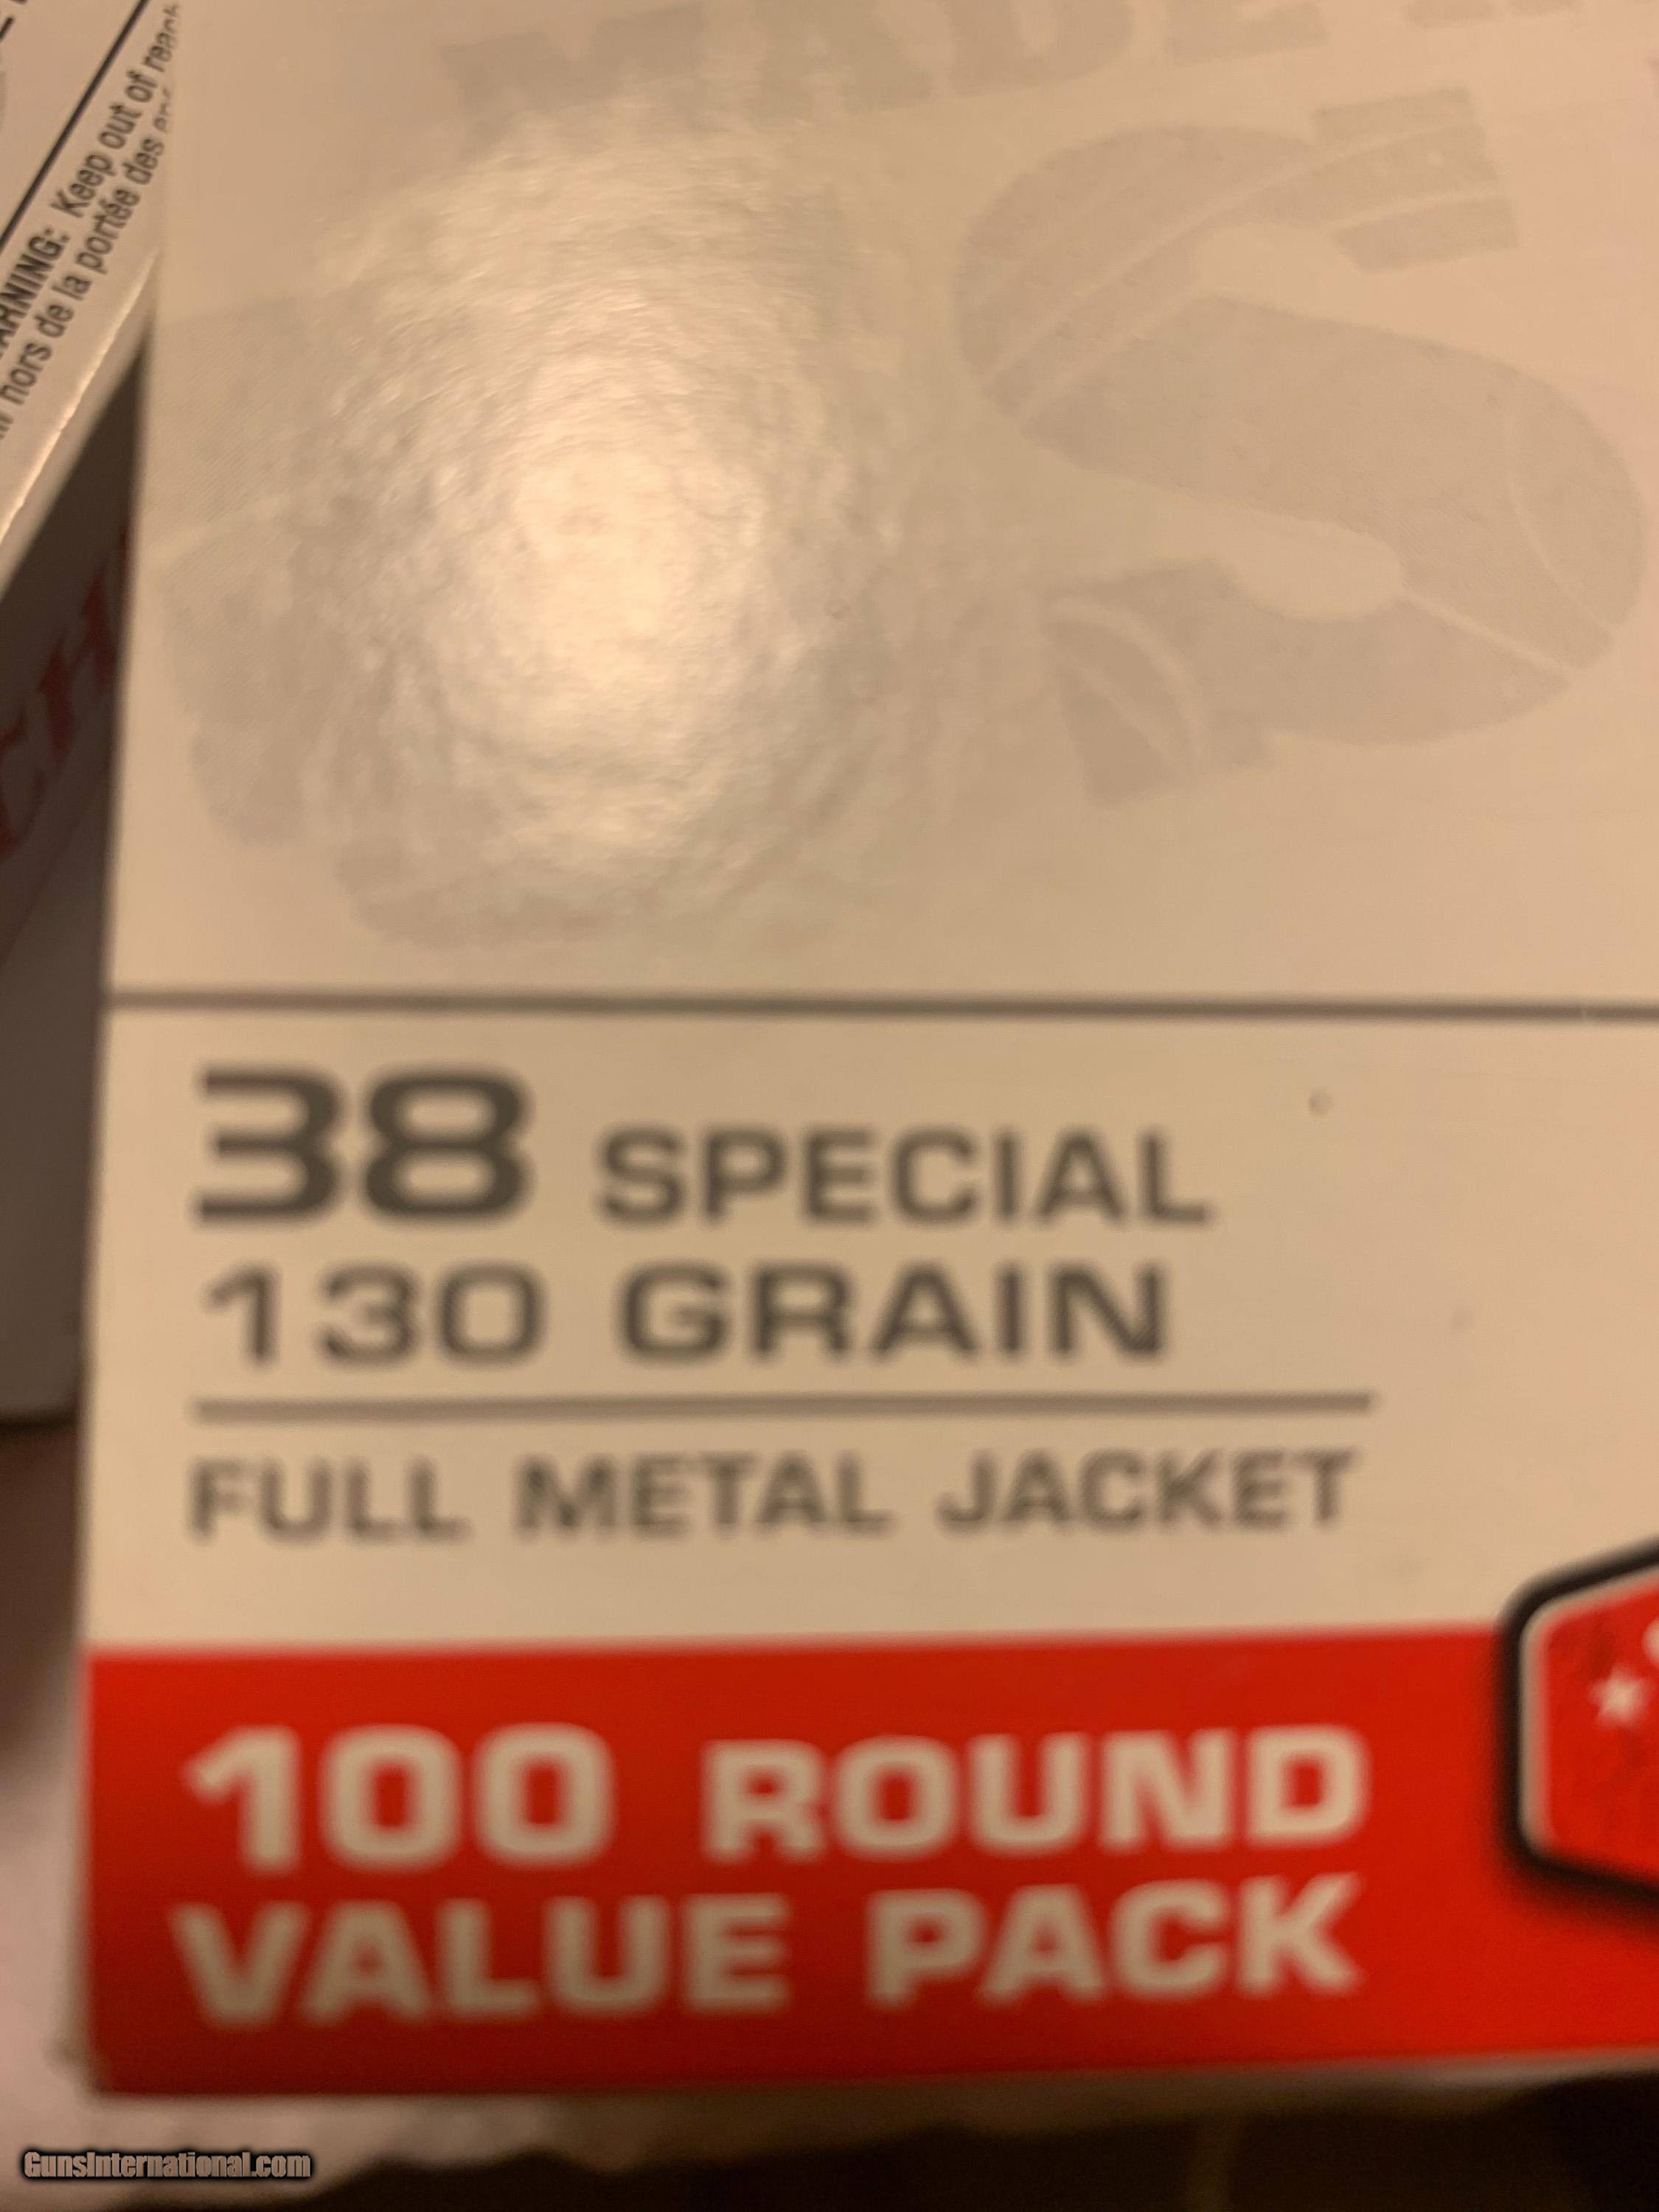 MADE
WARNING: Keep out of reach
hors de la portée des
38 SPECIAL
130 GRAIN
FULL METAL JACKET
100 ROUND
VALUE PACK
GunsInternational.com